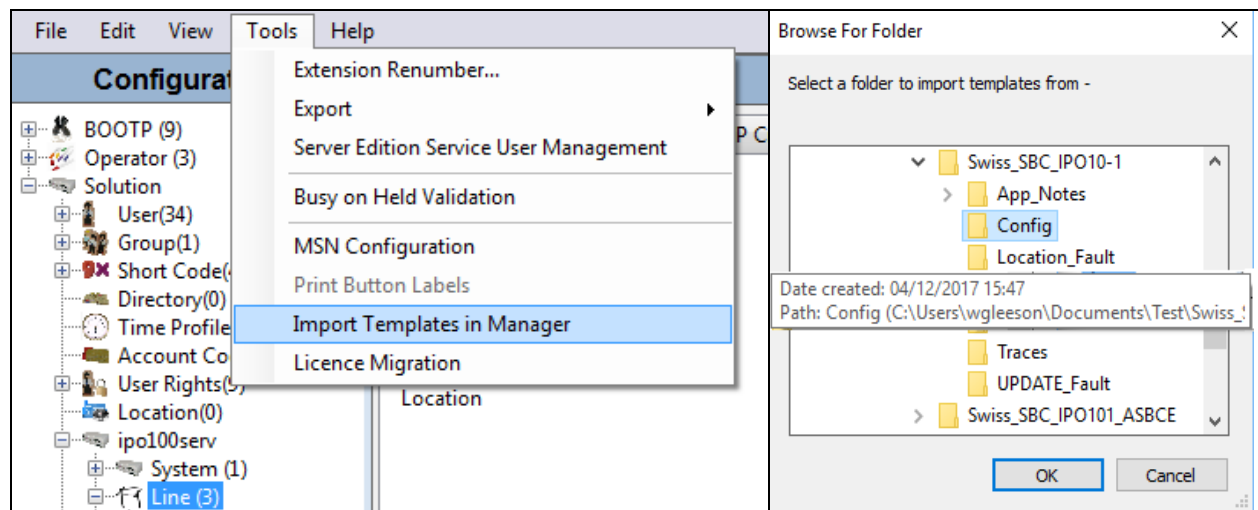 File Edit View Tools Help
Configurat
BOOTP (9)
Operator (3)
Solution
User(34)
Group(1)
Short Code(
Directory(0)
Time Profile
Account Co
User Rights(9)
Location(0)
ipo100serv
System (1)
Line (3)
Extension Renumber...
Export
Server Edition Service User Management
Busy on Held Validation
MSN Configuration
Print Button Labels
Import Templates in Manager
Licence Migration
P C
Location
Browse For Folder
Select a folder to import templates from -
Swiss_SBC_IPO10-1
App_Notes
Config
Location_Fault
Date created: 04/12/2017 15:47
Path: Config (C:\Users\wgleeson\Documents\Test\Swiss_
Traces
UPDATE_Fault
Swiss_SBC_IPO101_ASBCE
OK Cancel